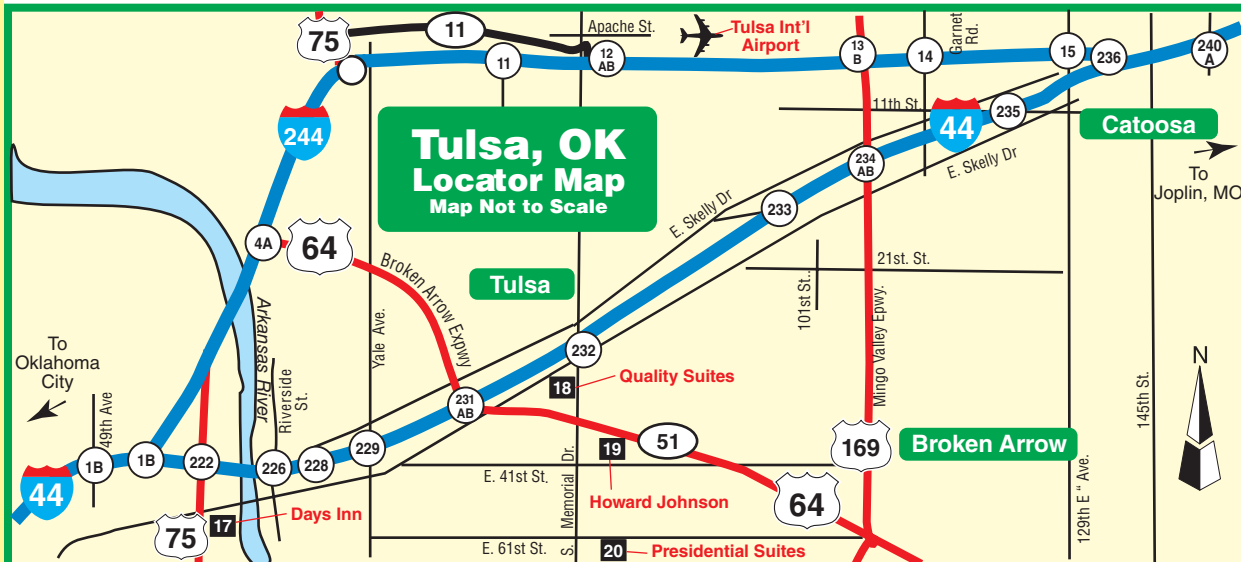 75
11
Apache St.
12
AB
Tulsa Int'l
Airport
13
B
14
Garnet
Rd.
15
236
240
A
11
244
Tulsa, OK
Locator Map
Map Not to Scale
11th St.
44
235
Catoosa
To
Joplin, MO
234
AB
E. Skelly Dr
E. Skelly Dr
233
4A
64
Broken Arrow Expwy
Tulsa
21st. St.
101st St..
Mingo Valley Epwy.
Arkansas River
Riverside
St.
Yale Ave.
To
Oklahoma
City
232
18
Quality Suites
231
AB
145th St.
N
49th Ave
1B
1B
222
226
228
229
51
169
Broken Arrow
19
Howard Johnson
E. 41st St.
S. Memorial Dr.
64
129th E " Ave.
44
75
17
Days Inn
E. 61st St.
20
Presidential Suites